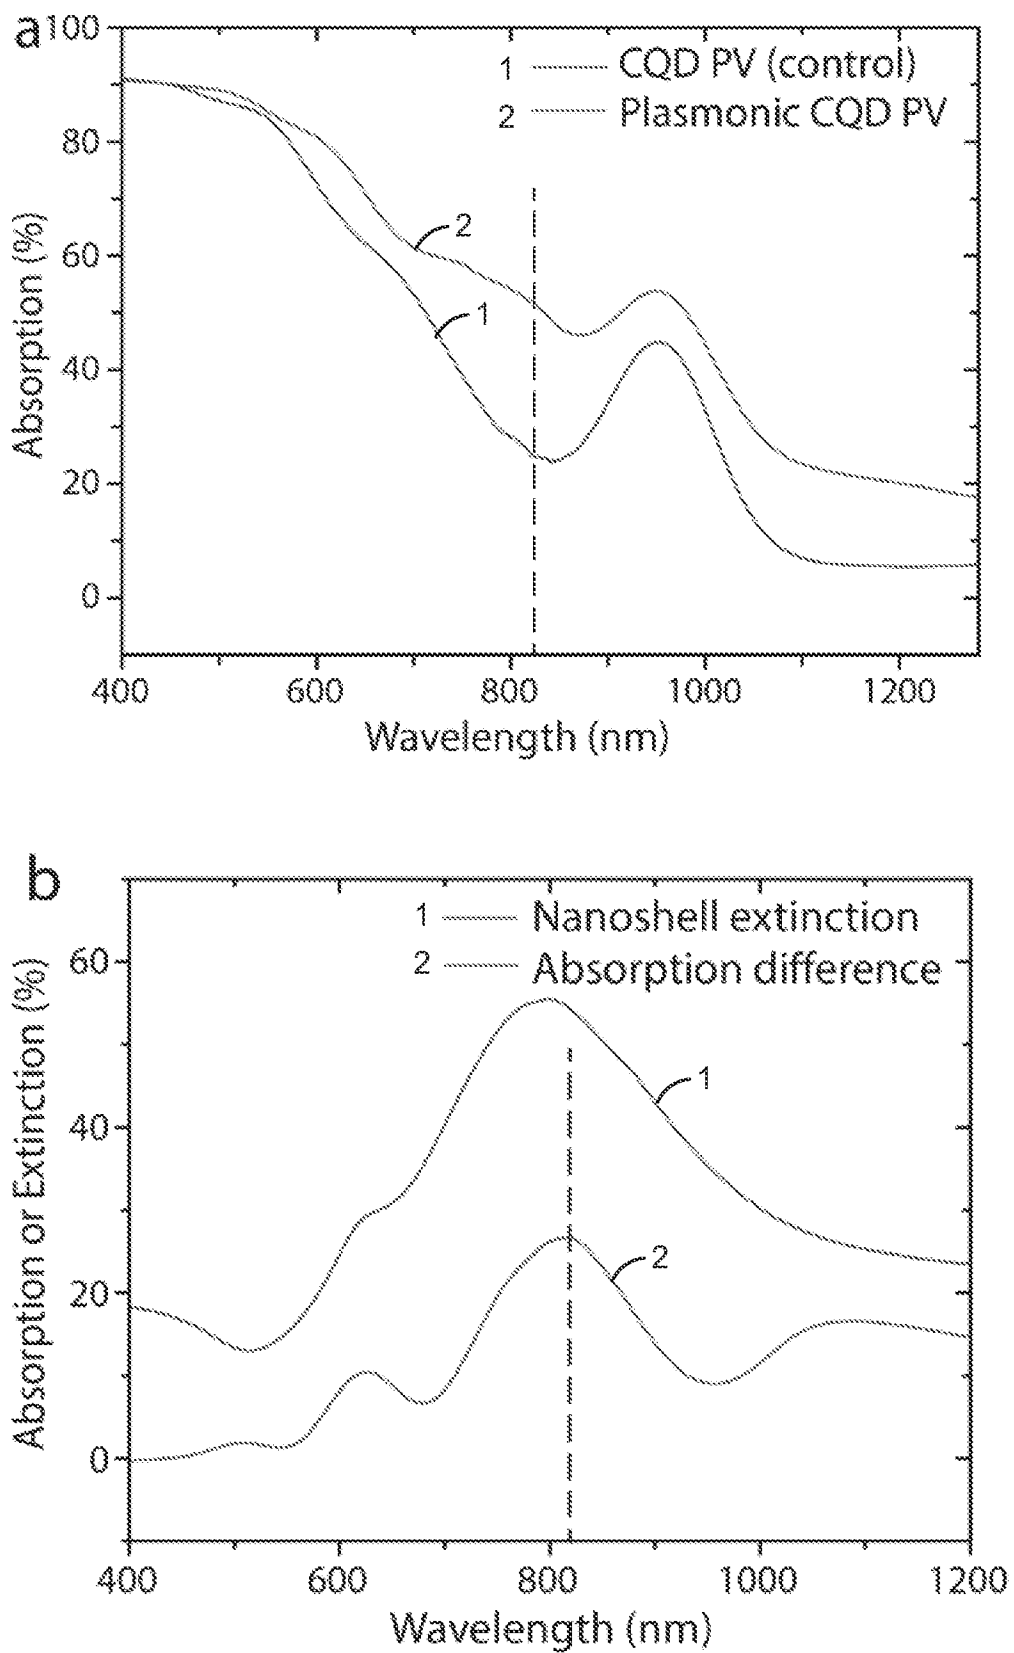 a
100
80
60
40
20
0
Absorption (%)
1 CQD PV (control)
2 Plasmonic CQD PV
2
1
400 600 800 1000 1200
Wavelength (nm)
b
60
40
20
0
Absorption or Extinction (%)
1 Nanoshell extinction
2 Absorption difference
1
2
400 600 800 1000 1200
Wavelength (nm)